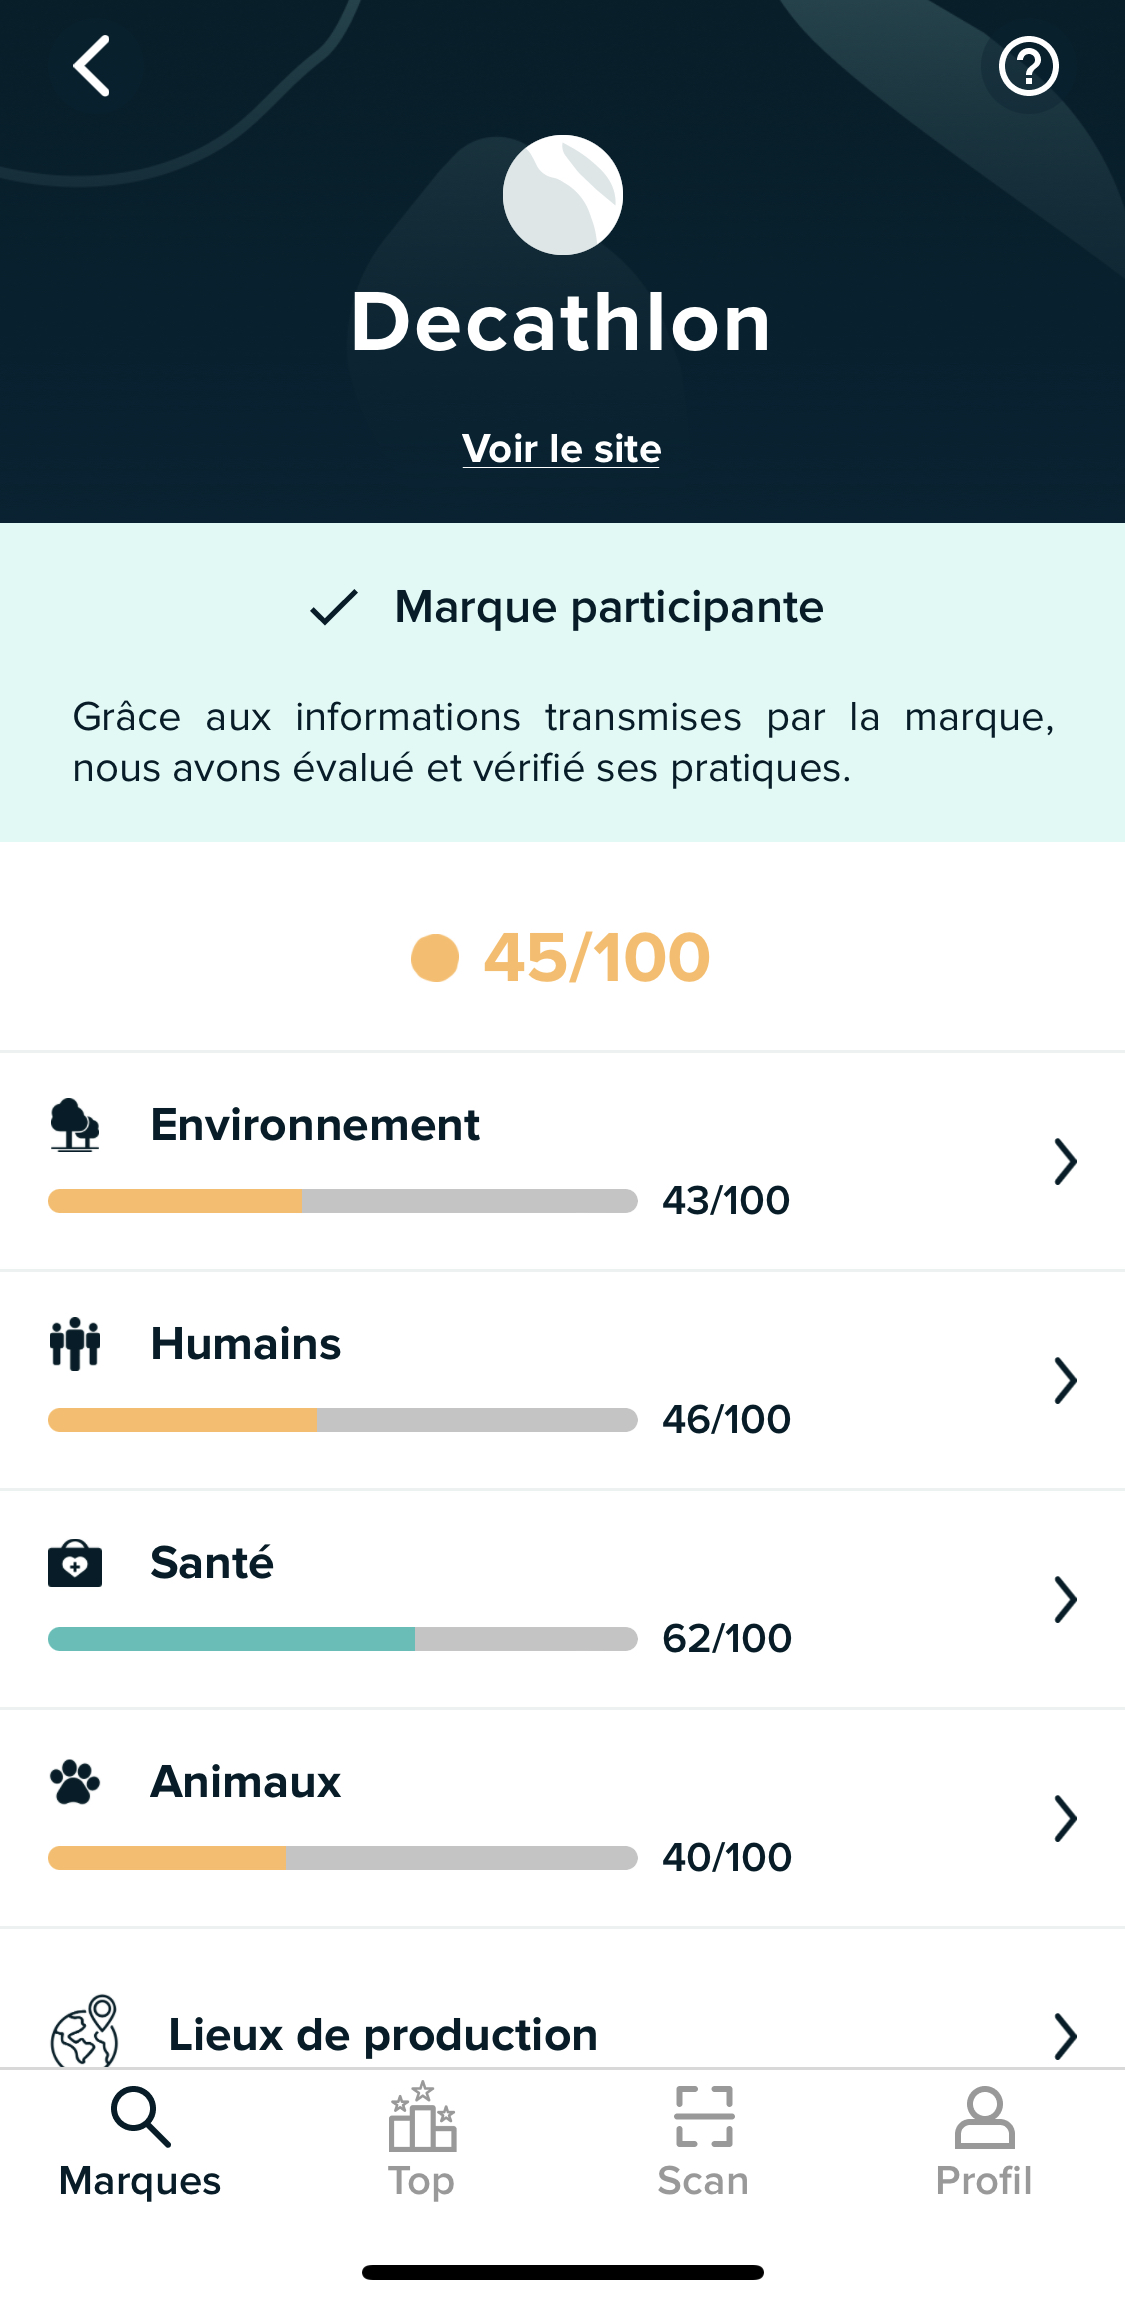 Decathlon
Voir le site
Marque participante
Grâce aux informations transmises par la marque,
nous avons évalué et vérifié ses pratiques.
45/100
Environnement
43/100
Humains
46/100
Santé
62/100
Animaux
40/100
Lieux de production
Marques Top Scan Profil